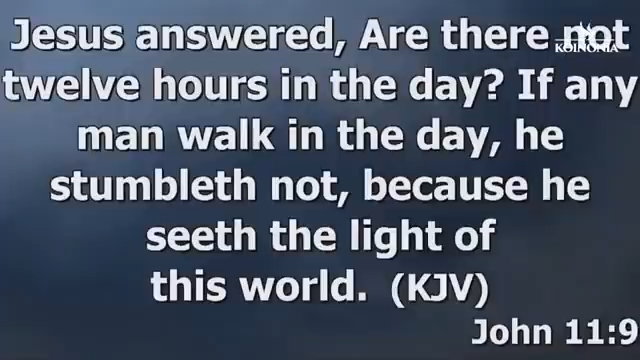 Jesus answered, Are there not
twelve hours in the day? If any
man walk in the day, he
stumbleth not, because he
seeth the light of
this world. (KJV)
John 11:9
KOINONIA